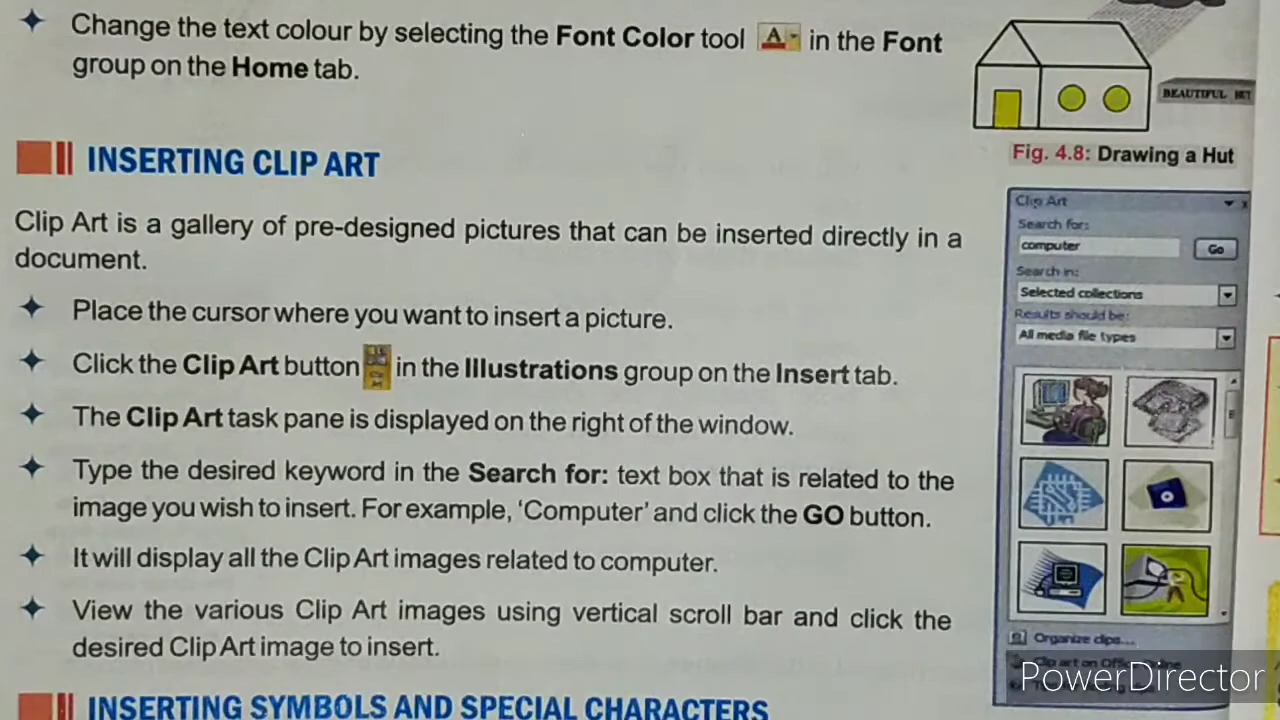 Change the text colour by selecting the Font Color tool A in the Font
group on the Home tab.
BEAUTIFUL HUT
Fig. 4.8: Drawing a Hut
INSERTING CLIP ART
Clip Art is a gallery of pre-designed pictures that can be inserted directly in a
document.
Place the cursor where you want to insert a picture.
Click the Clip Art button in the Illustrations group on the Insert tab.
The Clip Art task pane is displayed on the right of the window.
Type the desired keyword in the Search for: text box that is related to the
image you wish to insert. For example, ‘Computer’ and click the GO button.
It will display all the Clip Art images related to computer.
View the various Clip Art images using vertical scroll bar and click the
desired Clip Art image to insert.
INSERTING SYMBOLS AND SPECIAL CHARACTERS
Clip Art
Search for:
computer
Go
Search in:
Selected collections
Results should be:
All media file types
Organize clips...
Clip art on Office Online
PowerDirector